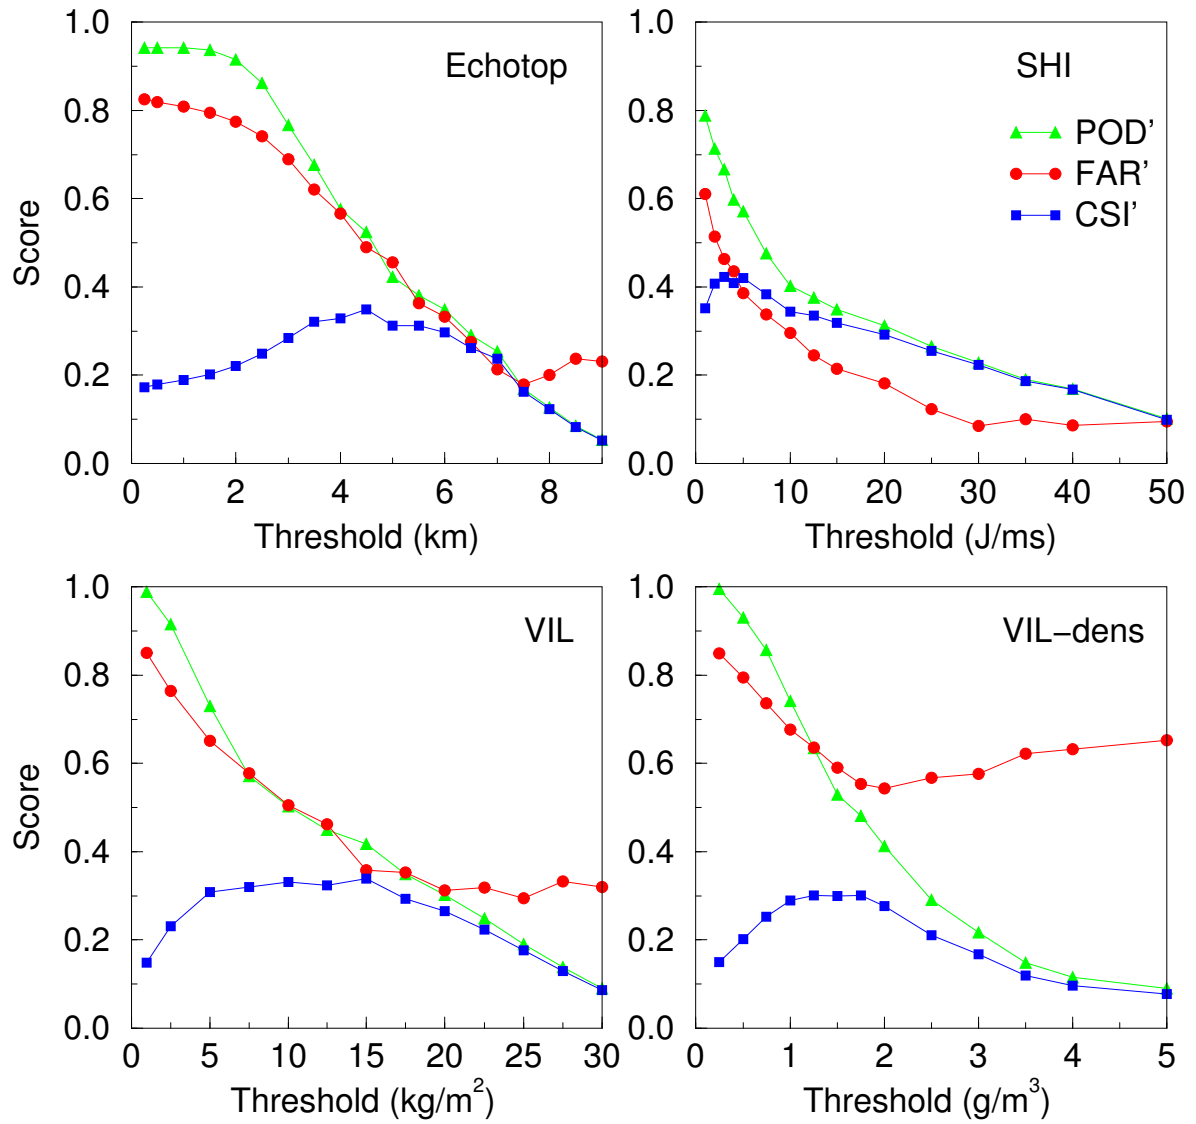 1.0
0.8
0.6
0.4
0.2
0.0
Score
Echotop
0 2 4 6 8
Threshold (km)
1.0
0.8
0.6
0.4
0.2
0.0
SHI
POD’
FAR’
CSI’
0 10 20 30 40 50
Threshold (J/ms)
1.0
0.8
0.6
0.4
0.2
0.0
Score
VIL
0 5 10 15 20 25 30
Threshold (kg/m²)
1.0
0.8
0.6
0.4
0.2
0.0
VIL−dens
0 1 2 3 4 5
Threshold (g/m³)